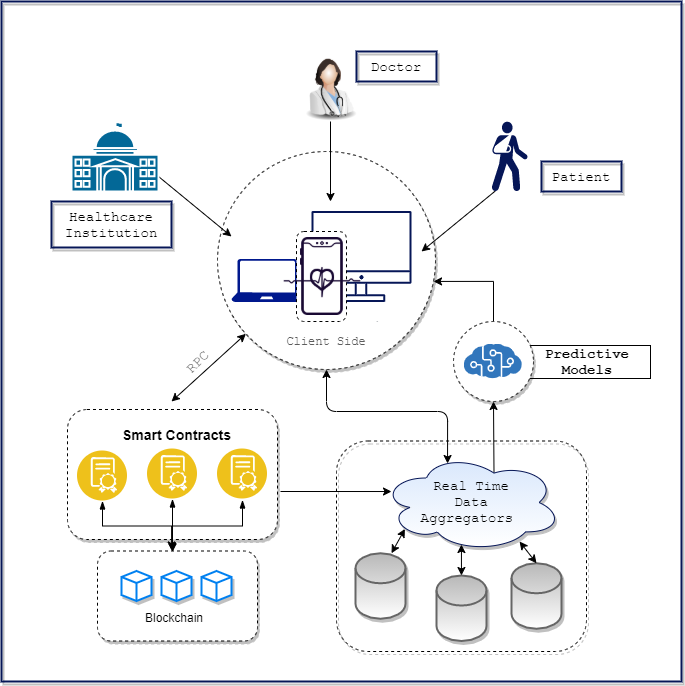 Doctor
Patient
Healthcare
Institution
Client Side
RPC
Predictive
Models
Smart Contracts
Real Time
Data
Aggregators
Blockchain